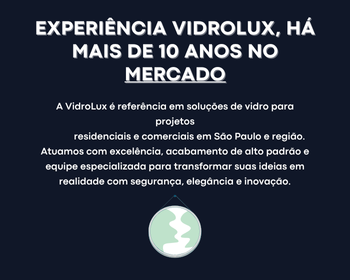 EXPERIÊNCIA VIDROLUX, HÁ
MAIS DE 10 ANOS NO
MERCADO
A VidroLux é referência em soluções de vidro para
projetos
residenciais e comerciais em São Paulo e região.
Atuamos com excelência, acabamento de alto padrão e
equipe especializada para transformar suas ideias em
realidade com segurança, elegância e inovação.